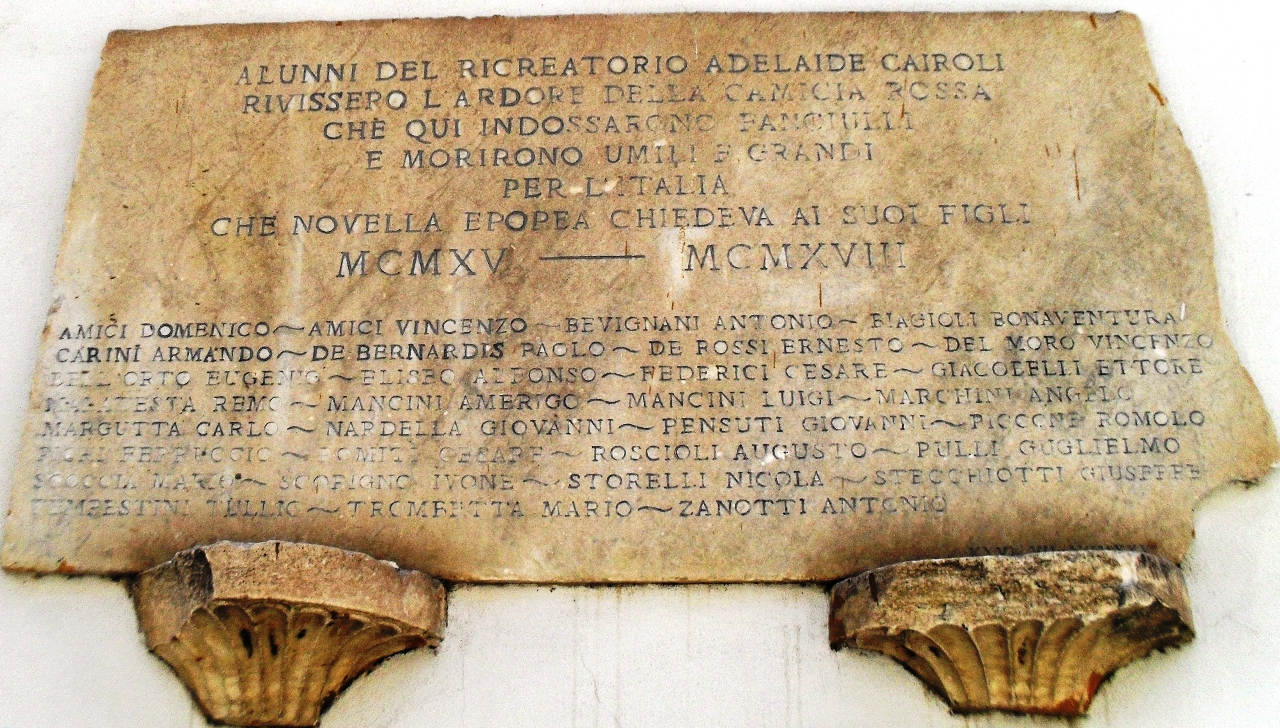 ALUNNI DEL RICREATORIO ADELAIDE CAIROLI
RIVISSERO L'ARDORE DELLA CAMICIA ROSSA
CHE QUI INDOSSARONO FANCIULLI
E MORIRONO UMILI E GRANDI
PER L'ITALIA
CHE NOVELLA EPOPEA CHIEDEVA AI SUOI FIGLI
MCMXV — MCMXVIII
AMICI DOMENICO ~ AMICI VINCENZO ~ BEVIGNANI ANTONIO ~ BIAGIOLI BONAVENTURA
CARINI ARMANDO ~ DE BERNARDIS PAOLO ~ DE ROSSI ERNESTO ~ DEL MORO VINCENZO
DELL'ORTO EUGENIO ~ ELISEO ALFONSO ~ FEDERICI CESARE ~ ETTORE
MALATESTA REMO ~ MANCINI AMERIGO ~ MANCINI LUIGI ~ MARCHINI ANGELO
MARGUTTA CARLO ~ NARDELLA GIOVANNI ~ PENSUTI GIOVANNI ~ PICCONE ROMOLO
FERRUCCIO ~ CESARE ~ ROSCIOLI AUGUSTO ~ PULLI GUGLIELMO
SCOCCIA MARIO ~ SCOPIGNO IVONE ~ STORELLI NICOLA ~ STECCHIOTTI GIUSEPPE
TEMPESTINI TULLIO ~ TROMBETTA MARIO ~ ZANOTTI ANTONIO